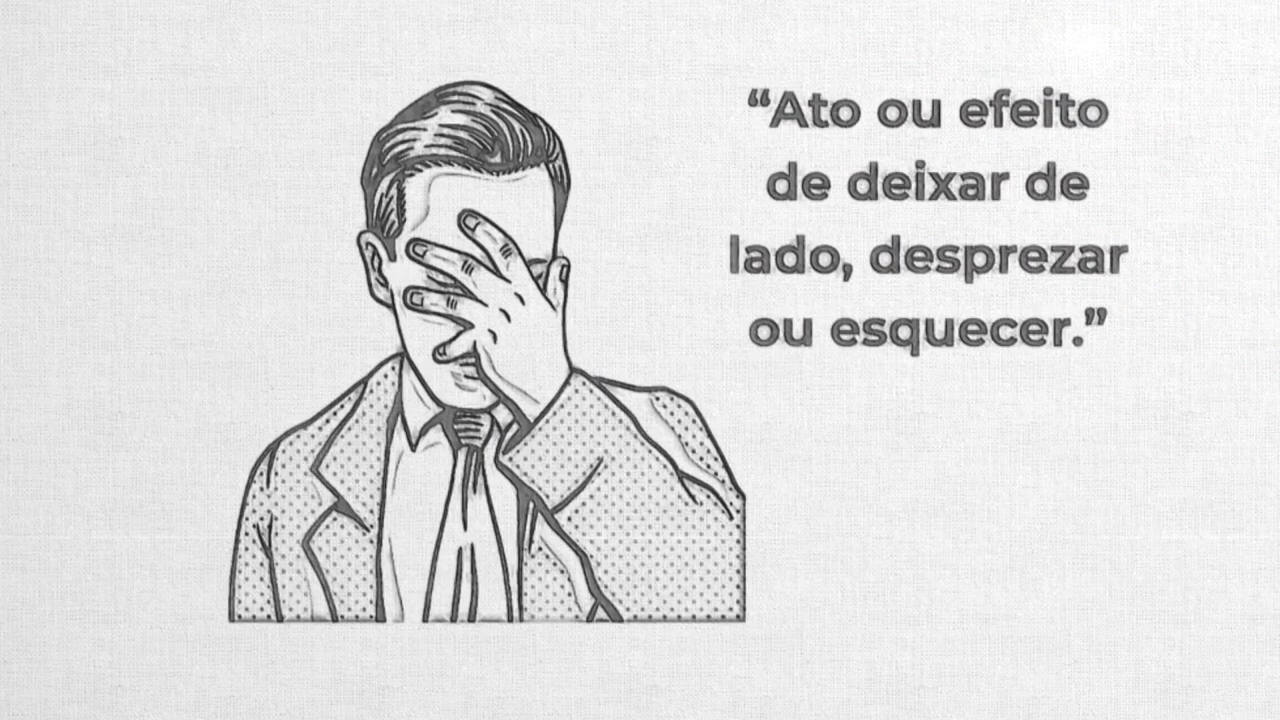 “Ato ou efeito
de deixar de
lado, desprezar
ou esquecer.”